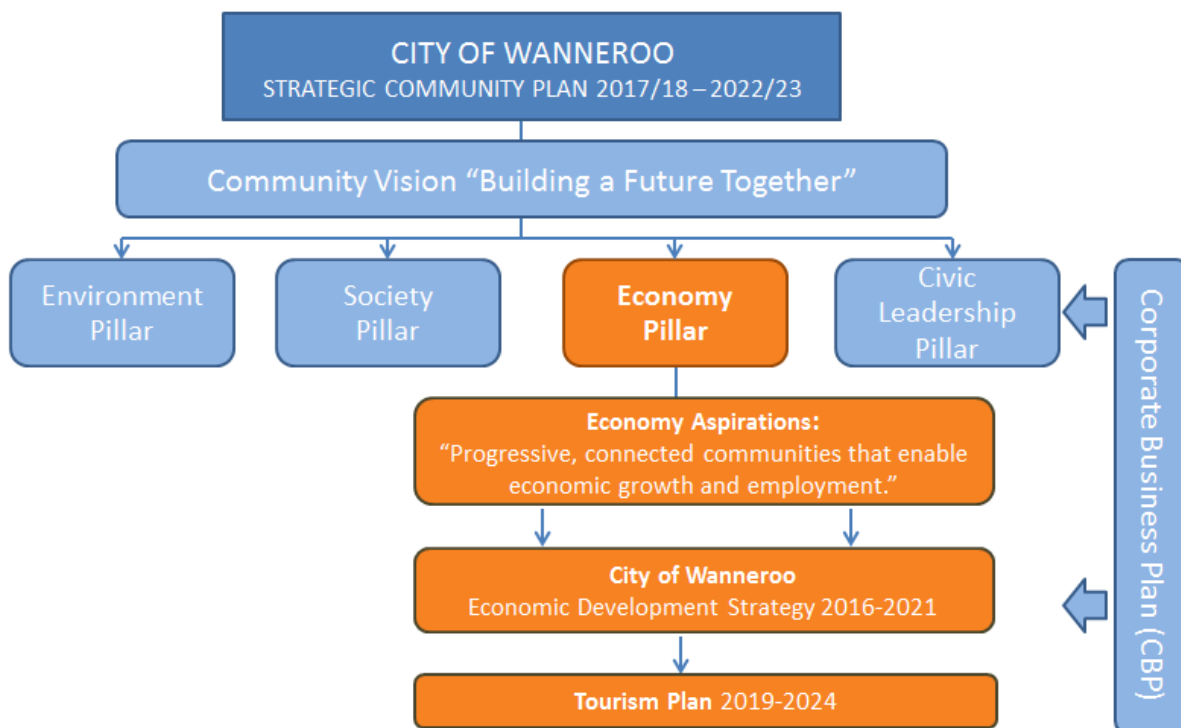 CITY OF WANNEROO
STRATEGIC COMMUNITY PLAN 2017/18 – 2022/23
Community Vision “Building a Future Together”
Environment
Pillar
Society
Pillar
Economy
Pillar
Civic
Leadership
Pillar
Economy Aspirations:
“Progressive, connected communities that enable
economic growth and employment.”
City of Wanneroo
Economic Development Strategy 2016-2021
Tourism Plan 2019-2024
Corporate Business Plan (CBP)